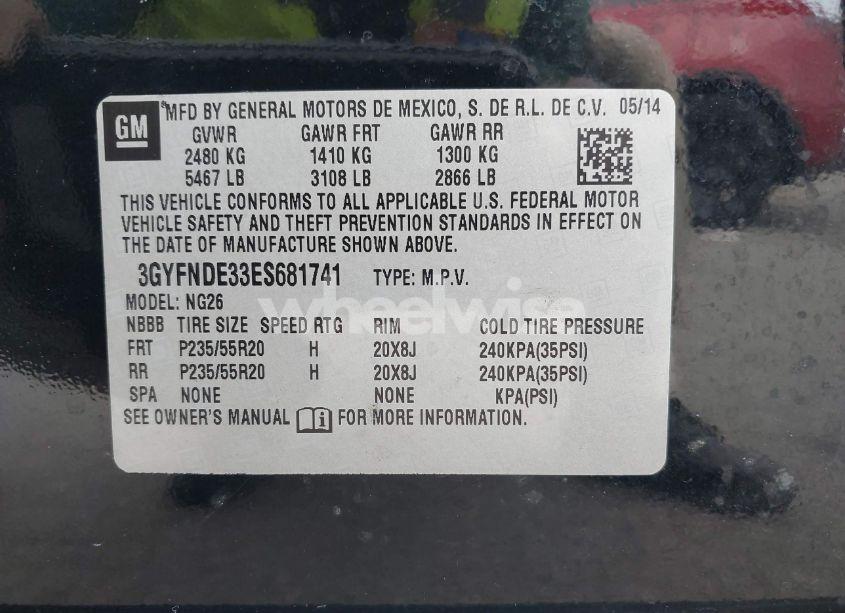 GM
MFD BY GENERAL MOTORS DE MEXICO, S. DE R.L. DE C.V. 05/14
GVWR GAWR FRT GAWR RR
2480 KG 1410 KG 1300 KG
5467 LB 3108 LB 2866 LB
THIS VEHICLE CONFORMS TO ALL APPLICABLE U.S. FEDERAL MOTOR
VEHICLE SAFETY AND THEFT PREVENTION STANDARDS IN EFFECT ON
THE DATE OF MANUFACTURE SHOWN ABOVE.
3GYFNDE33ES681741 TYPE: M.P.V.
MODEL: NG26
wheelwise
NBBB TIRE SIZE SPEED RTG RIM COLD TIRE PRESSURE
FRT P235/55R20 H 20X8J 240KPA(35PSI)
RR P235/55R20 H 20X8J 240KPA(35PSI)
SPA NONE NONE KPA(PSI)
SEE OWNER'S MANUAL FOR MORE INFORMATION.